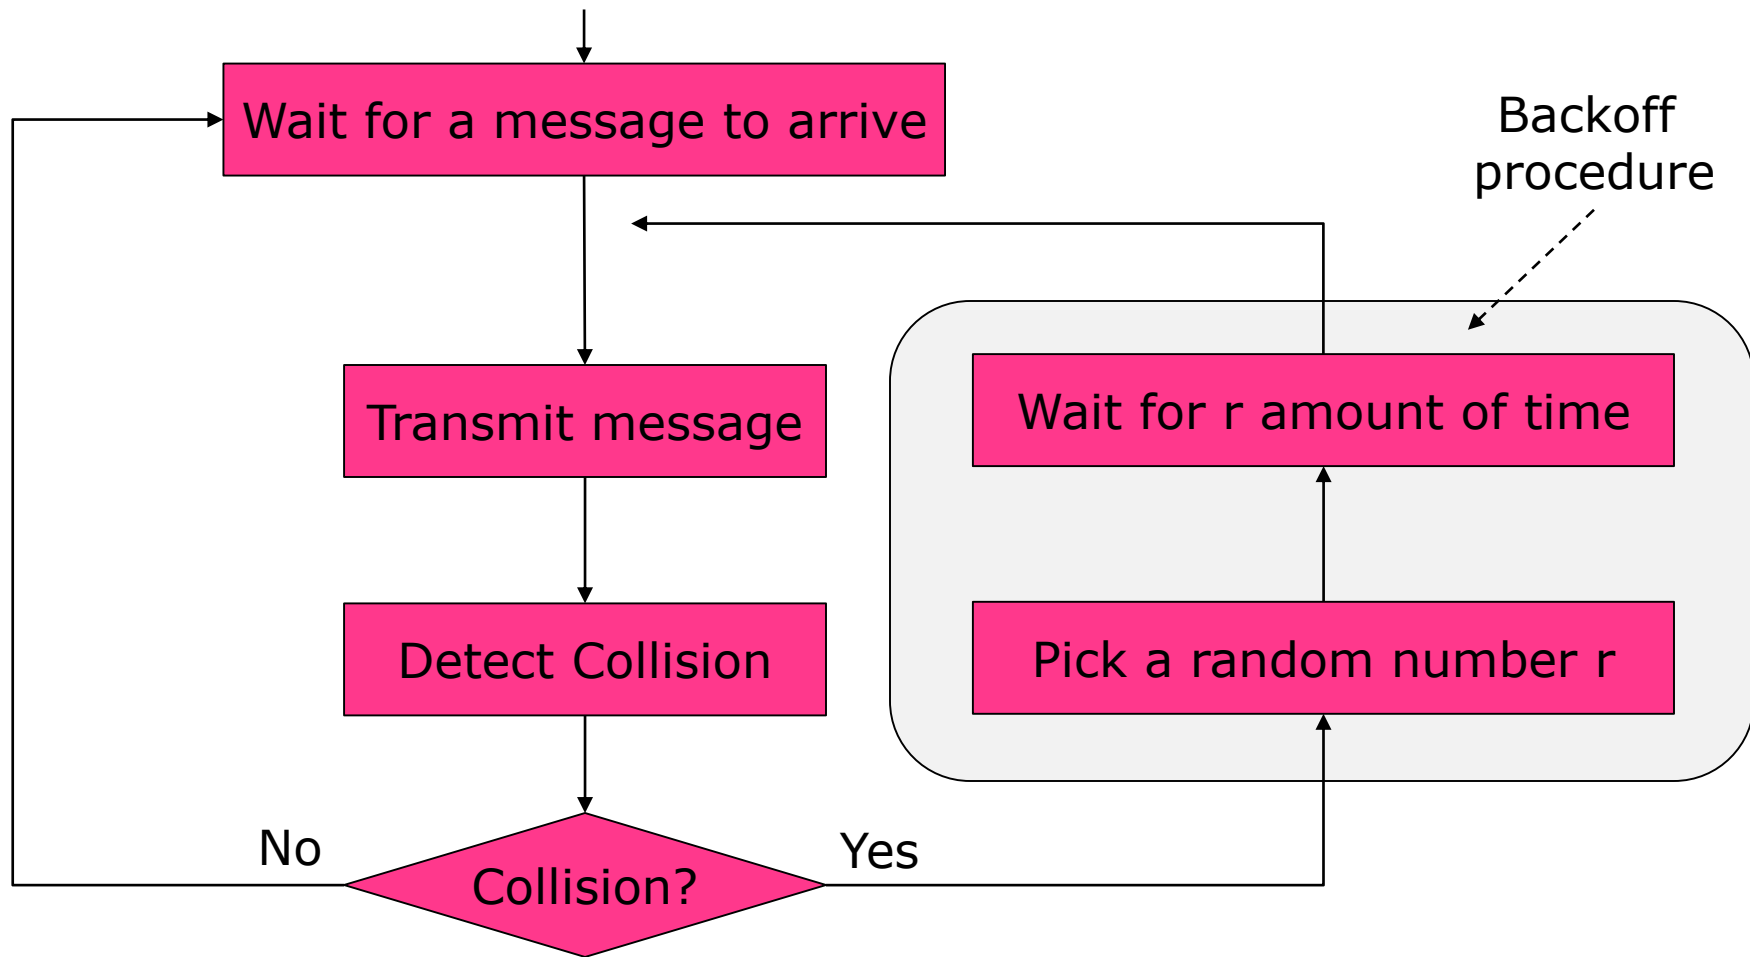 Wait for a message to arrive
Backoff
procedure
Transmit message
Wait for r amount of time
Detect Collision
Pick a random number r
No
Yes
Collision?